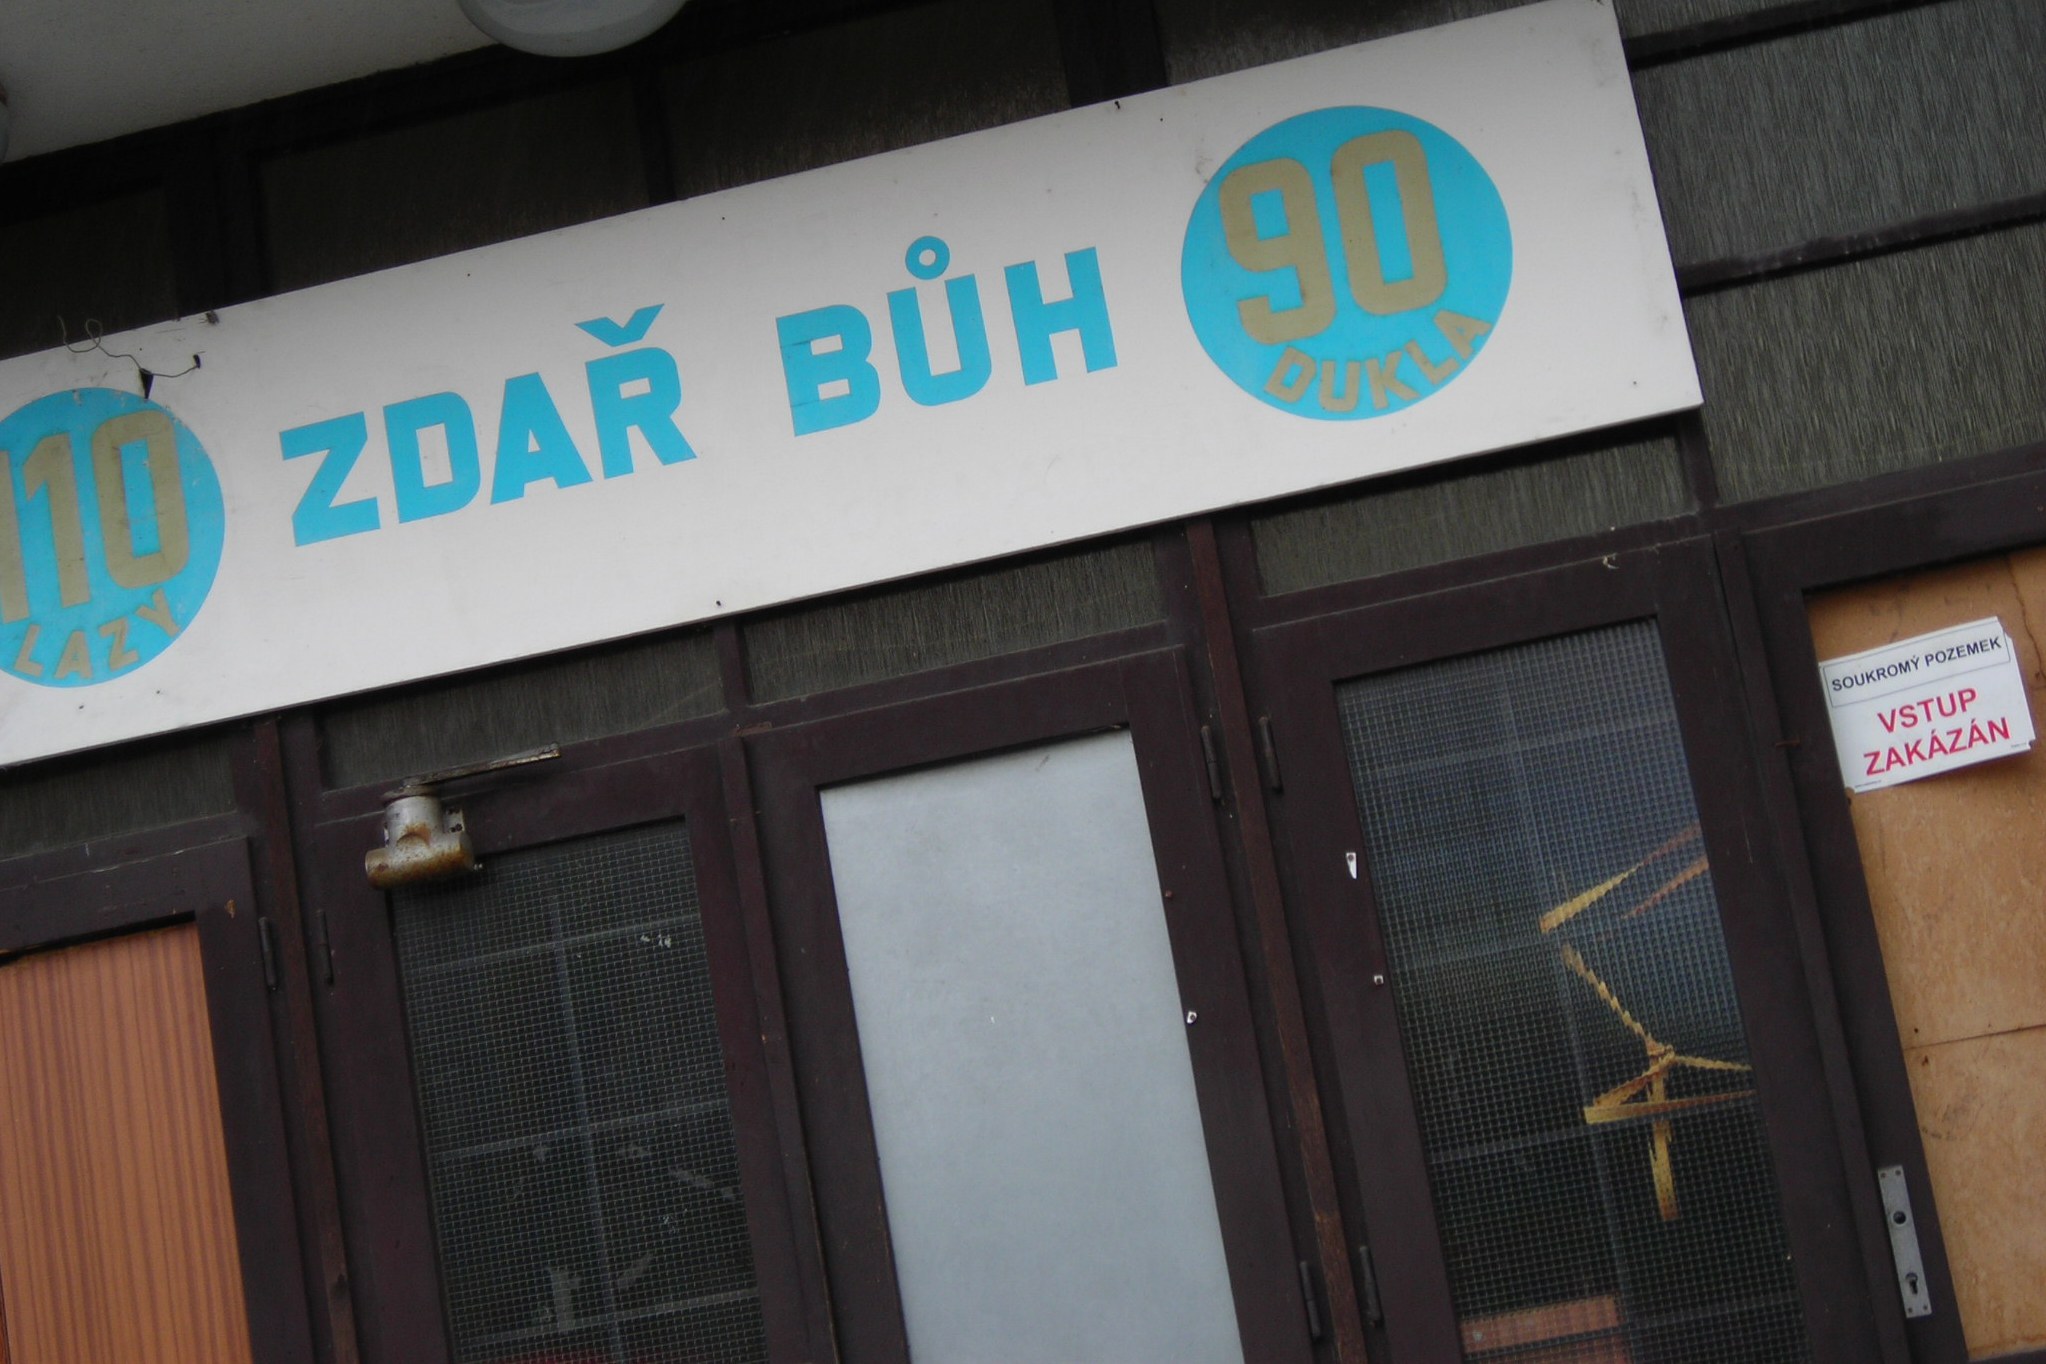 110
LAZY
ZDAŘ BŮH
90
DUKLA
SOUKROMÝ POZEMEK
VSTUP
ZAKÁZÁN